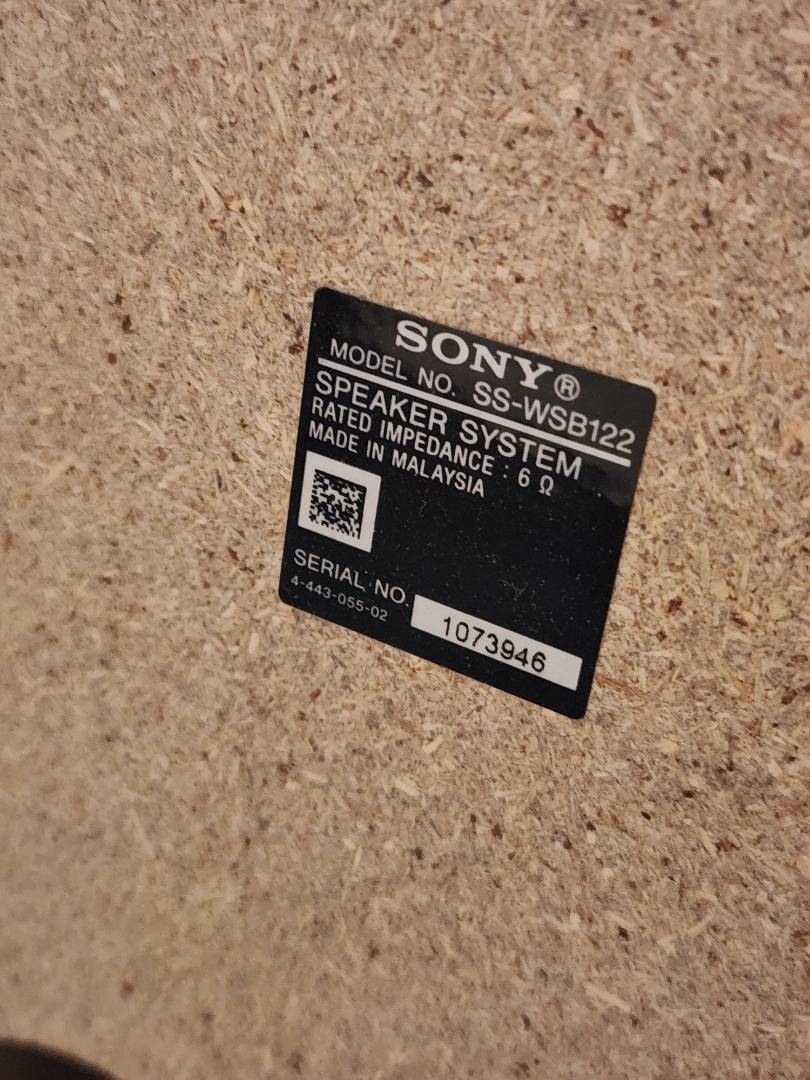 SONY®
MODEL NO. SS-WSB122
SPEAKER SYSTEM
RATED IMPEDANCE : 6 Ω
MADE IN MALAYSIA
SERIAL NO.
4-443-055-02
1073946